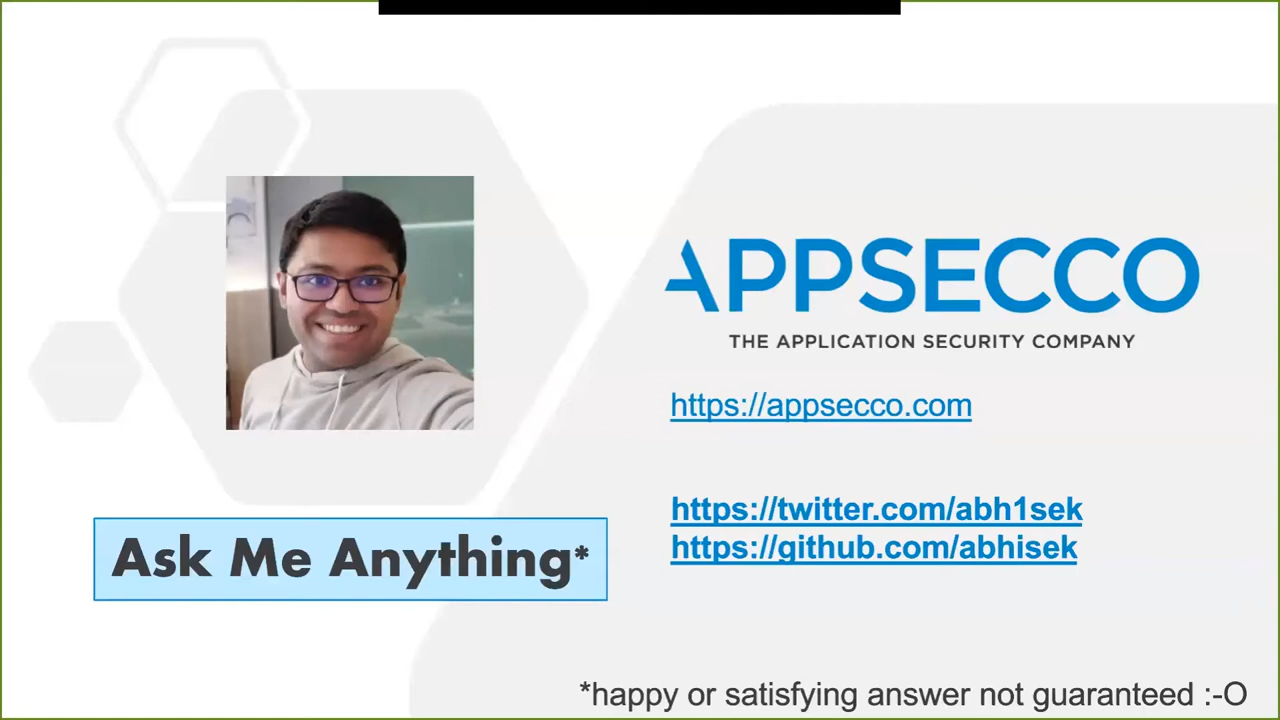 APPSECCO
THE APPLICATION SECURITY COMPANY
https://appsecco.com
https://twitter.com/abh1sek
https://github.com/abhisek
Ask Me Anything*
*happy or satisfying answer not guaranteed :-O